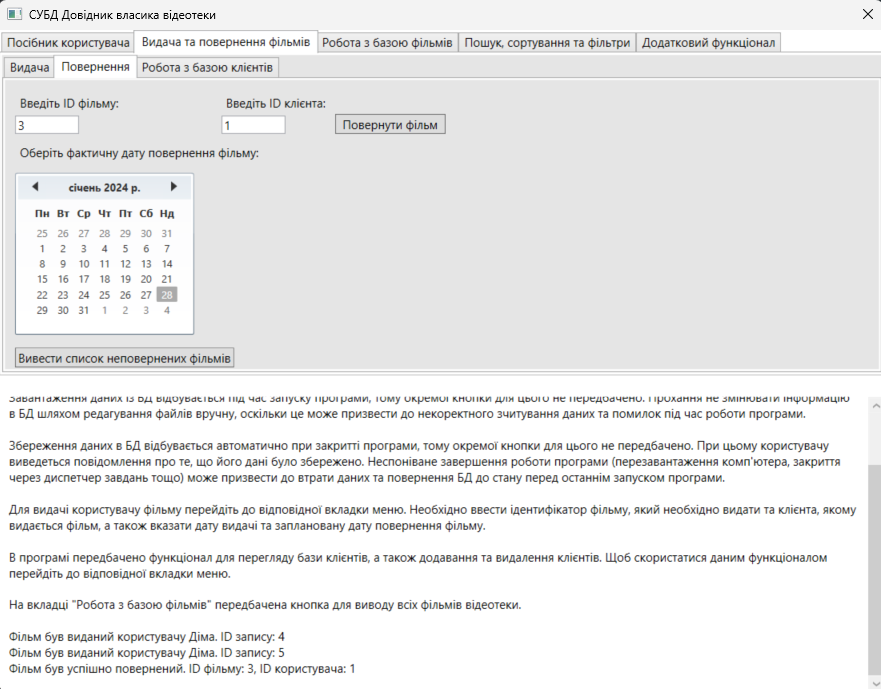 СУБД Довідник власика відеотеки
Посібник користувача Видача та повернення фільмів Робота з базою фільмів Пошук, сортування та фільтри Додатковий функціонал
Видача Повернення Робота з базою клієнтів
Введіть ID фільму: Введіть ID клієнта:
3 1 Повернути фільм
Оберіть фактичну дату повернення фільму:
січень 2024 р.
Пн Вт Ср Чт Пт Сб Нд
25 26 27 28 29 30 31
1 2 3 4 5 6 7
8 9 10 11 12 13 14
15 16 17 18 19 20 21
22 23 24 25 26 27 28
29 30 31 1 2 3 4
Вивести список неповернених фільмів
Завантаження даних із БД відбувається під час запуску програми, тому окремої кнопки для цього не передбачено. Прохання не змінювати інформацію
в БД шляхом редагування файлів вручну, оскільки це може призвести до некоректного зчитування даних та помилок під час роботи програми.
Збереження даних в БД відбувається автоматично при закритті програми, тому окремої кнопки для цього не передбачено. При цьому користувачу
виведеться повідомлення про те, що його дані було збережено. Неспоніване завершення роботи програми (перезавантаження комп'ютера, закриття
через диспетчер завдань тощо) може призвести до втрати даних та повернення БД до стану перед останнім запуском програми.
Для видачі користувачу фільму перейдіть до відповідної вкладки меню. Необхідно ввести ідентифікатор фільму, який необхідно видати та клієнта, якому
видається фільм, а також вказати дату видачі та заплановану дату повернення фільму.
В програмі передбачено функціонал для перегляду бази клієнтів, а також додавання та видалення клієнтів. Щоб скористатися даним функціоналом
перейдіть до відповідної вкладки меню.
На вкладці "Робота з базою фільмів" передбачена кнопка для виводу всіх фільмів відеотеки.
Фільм був виданий користувачу Діма. ID запису: 4
Фільм був виданий користувачу Діма. ID запису: 5
Фільм був успішно повернений. ID фільму: 3, ID користувача: 1